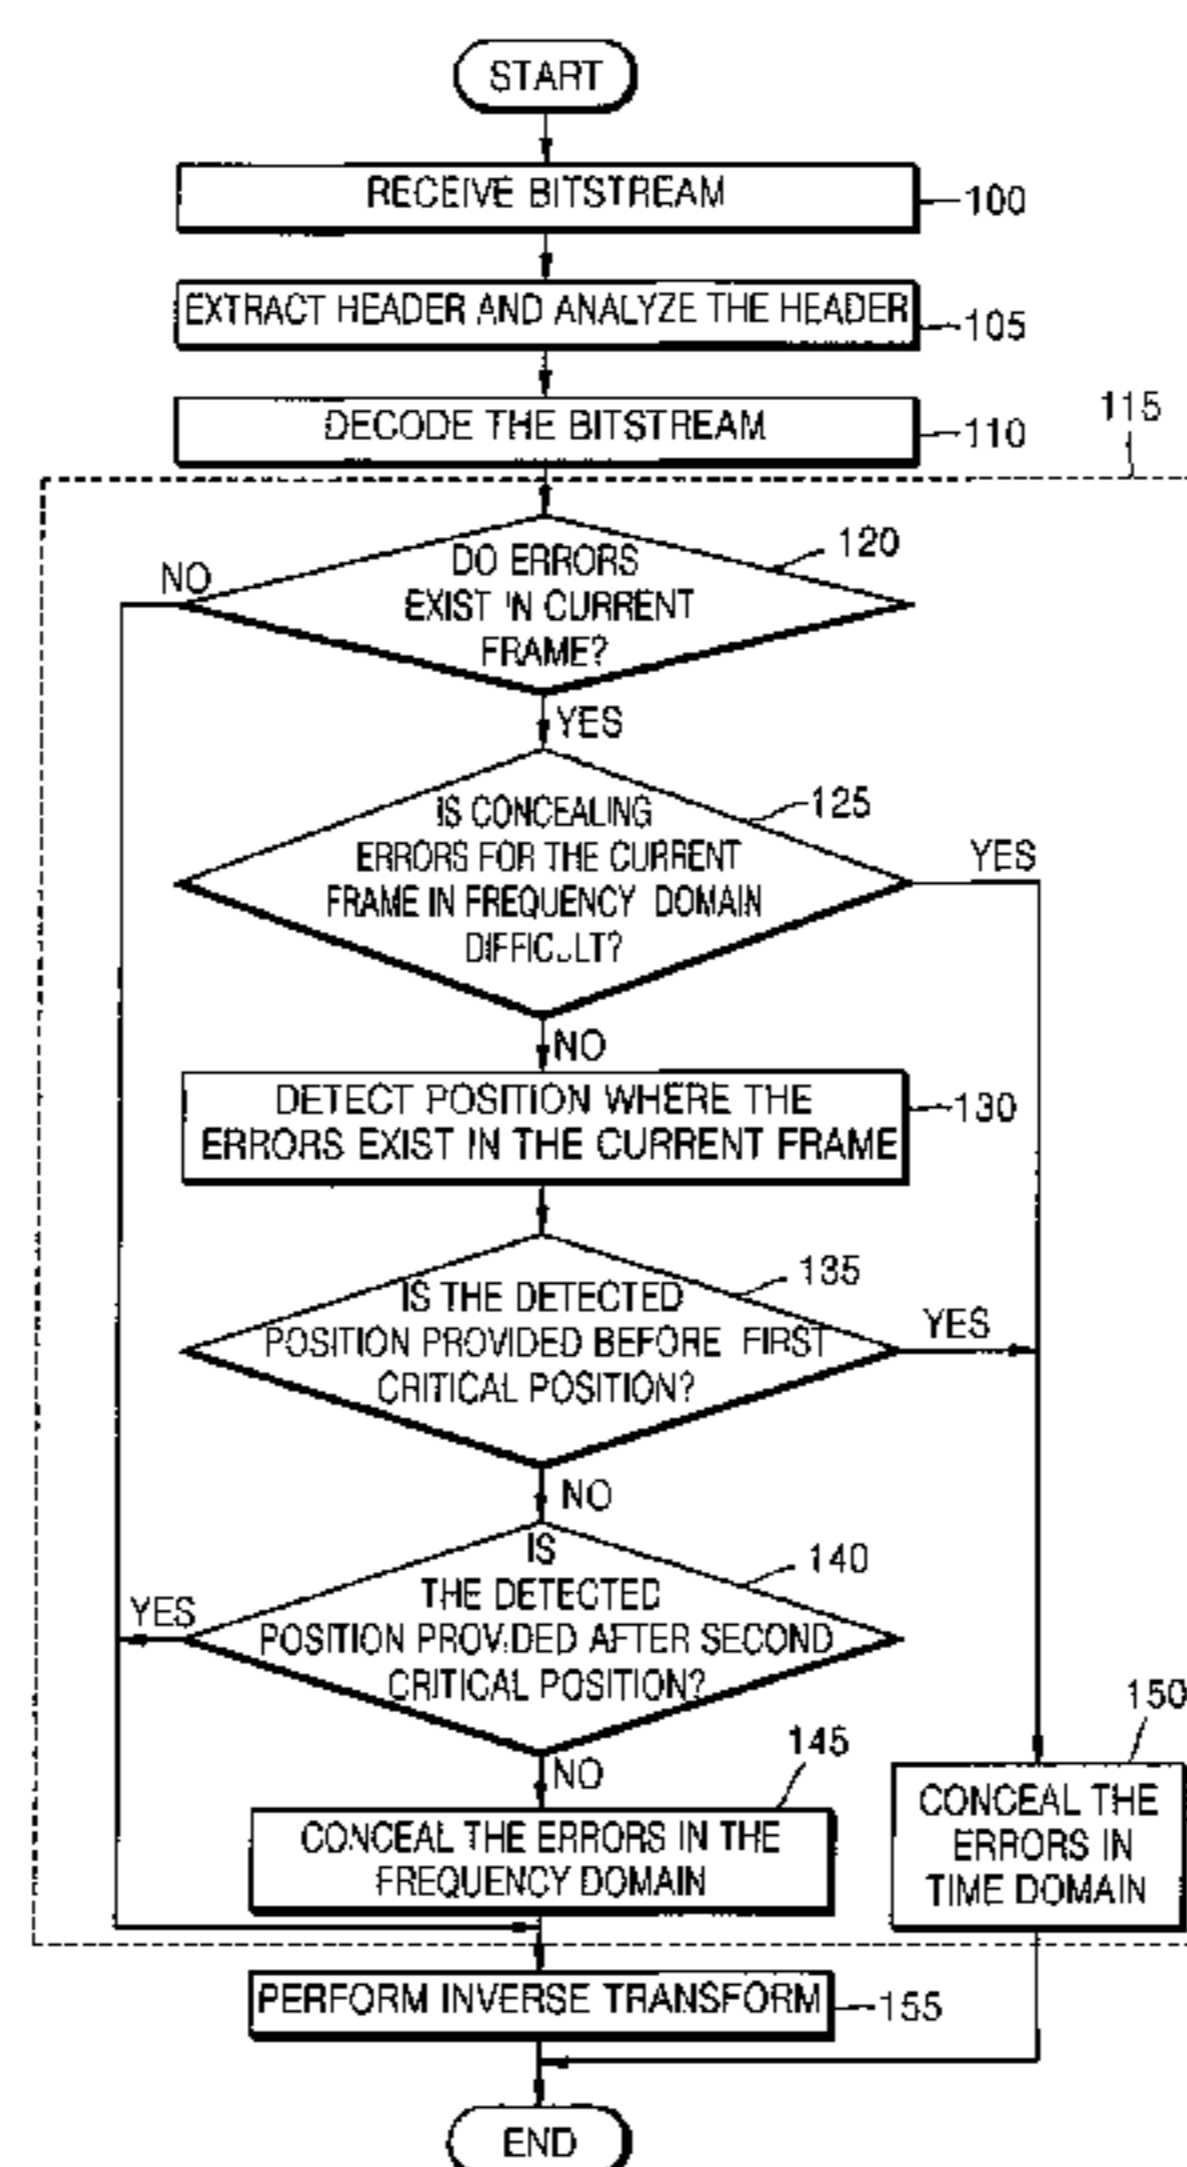 START
RECEIVE BITSTREAM
100
EXTRACT HEADER AND ANALYZE THE HEADER
105
DECODE THE BITSTREAM
110
115
DO ERRORS
EXIST IN CURRENT
FRAME?
120
NO
YES
IS CONCEALING
ERRORS FOR THE CURRENT
FRAME IN FREQUENCY DOMAIN
DIFFICULT?
125
YES
NO
DETECT POSITION WHERE THE
ERRORS EXIST IN THE CURRENT FRAME
130
IS THE DETECTED
POSITION PROVIDED BEFORE FIRST
CRITICAL POSITION?
135
YES
NO
IS
THE DETECTED
POSITION PROVIDED AFTER SECOND
CRITICAL POSITION?
140
YES
NO
145
CONCEAL THE ERRORS IN THE
FREQUENCY DOMAIN
150
CONCEAL THE
ERRORS IN
TIME DOMAIN
PERFORM INVERSE TRANSFORM
155
END